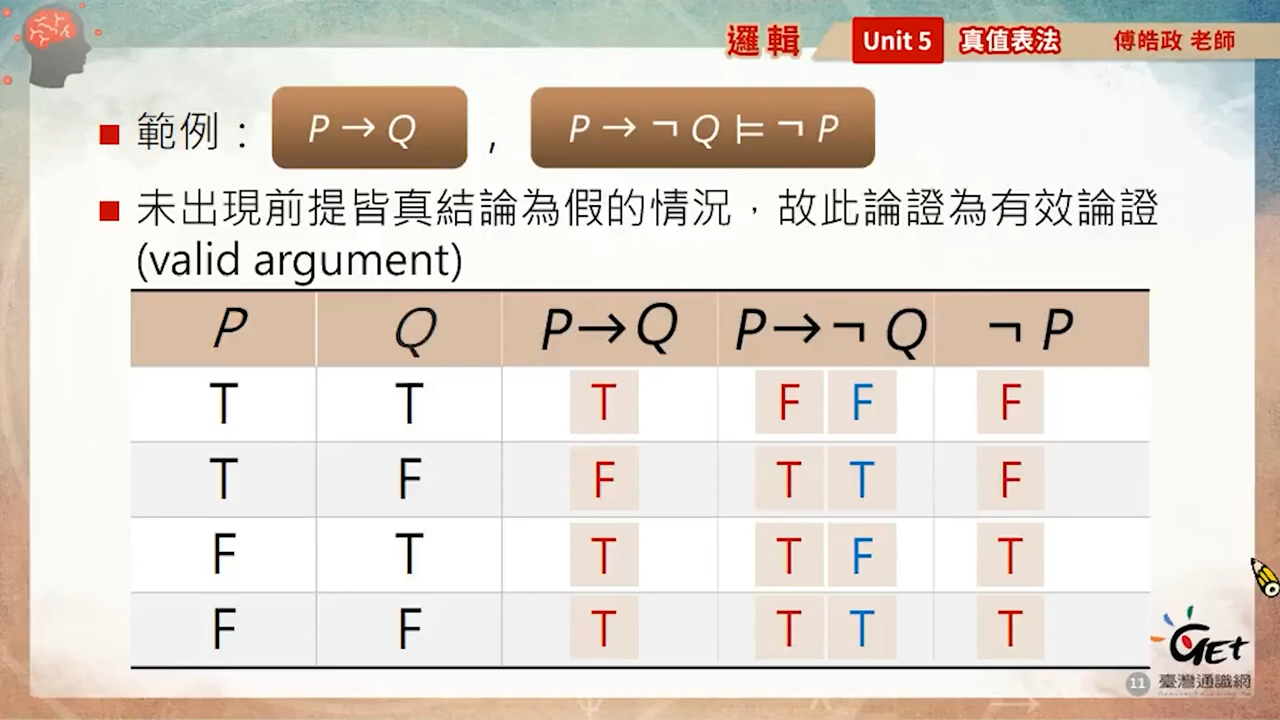 邏輯 Unit 5 真值表法 傅皓政 老師
範例： P → Q , P → ¬ Q ⊨ ¬ P
未出現前提皆真結論為假的情況，故此論證為有效論證
(valid argument)
P Q P→Q P→¬ Q ¬ P
T T T F F F
T F F T T F
F T T T F T
F F T T T T
GET
11 臺灣通識網